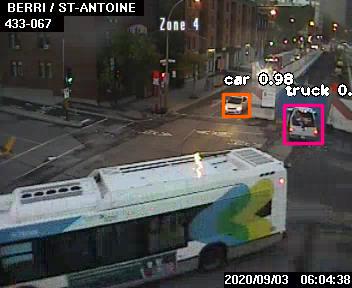 BERRI / ST-ANTOINE
433-067
Zone 4
car 0.98
truck 0.
2020/09/03 06:04:38